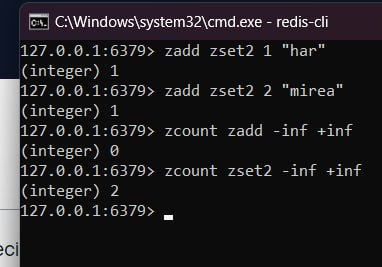 C:\Windows\system32\cmd.exe - redis-cli
127.0.0.1:6379> zadd zset2 1 "har"
(integer) 1
127.0.0.1:6379> zadd zset2 2 "mirea"
(integer) 1
127.0.0.1:6379> zcount zadd -inf +inf
(integer) 0
127.0.0.1:6379> zcount zset2 -inf +inf
(integer) 2
127.0.0.1:6379>
eci